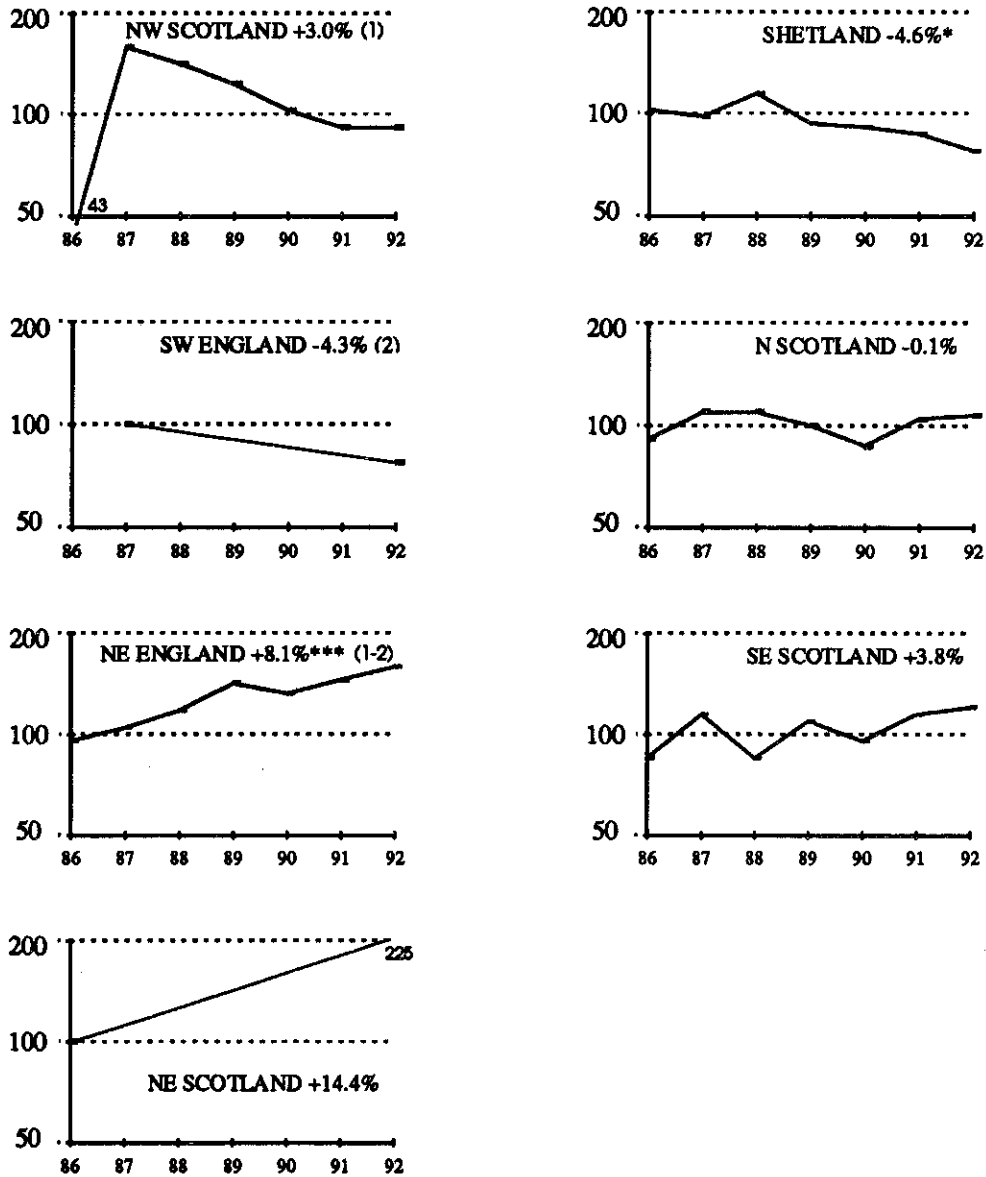 200
NW SCOTLAND +3.0% (1)
100
50
43
86 87 88 89 90 91 92
200
SHETLAND -4.6%*
100
50
86 87 88 89 90 91 92
200
SW ENGLAND -4.3% (2)
100
50
86 87 88 89 90 91 92
200
N SCOTLAND -0.1%
100
50
86 87 88 89 90 91 92
200
NE ENGLAND +8.1%*** (1-2)
100
50
86 87 88 89 90 91 92
200
SE SCOTLAND +3.8%
100
50
86 87 88 89 90 91 92
200
225
100
NE SCOTLAND +14.4%
50
86 87 88 89 90 91 92